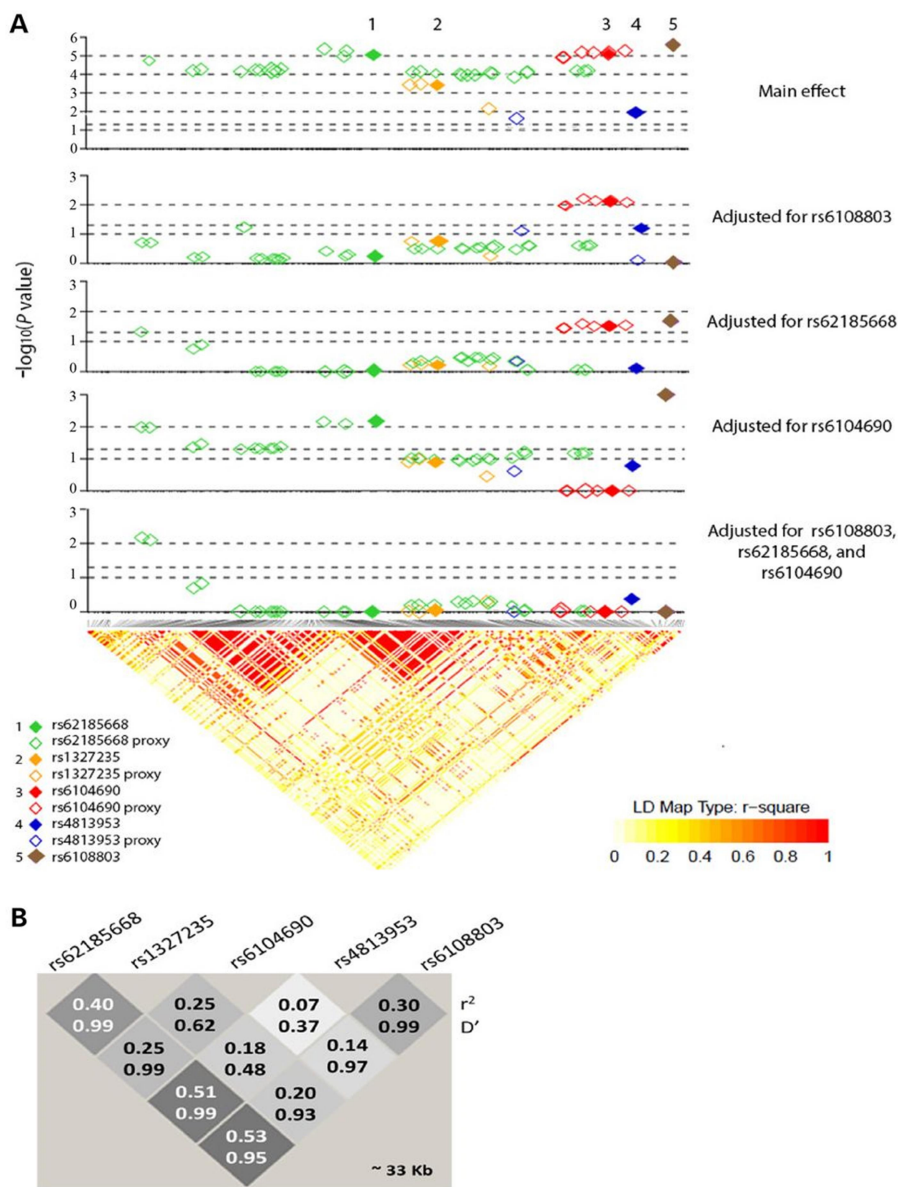 A
1 2 3 4 5
6
5
4
3
2
1
0
Main effect
3
2
1
0
Adjusted for rs6108803
3
2
1
0
Adjusted for rs62185668
3
2
1
0
Adjusted for rs6104690
2
1
0
Adjusted for rs6108803,
rs62185668, and
rs6104690
-log10(P value)
1 rs62185668
rs62185668 proxy
2 rs1327235
rs1327235 proxy
3 rs6104690
rs6104690 proxy
4 rs4813953
rs4813953 proxy
5 rs6108803
LD Map Type: r-square
0 0.2 0.4 0.6 0.8 1
B
rs62185668 rs1327235 rs6104690 rs4813953 rs6108803
0.40 0.25 0.07 0.30 r²
0.99 0.62 0.37 0.99 D′
0.25 0.18 0.14
0.99 0.48 0.97
0.51 0.20
0.99 0.93
0.53
0.95
~ 33 Kb